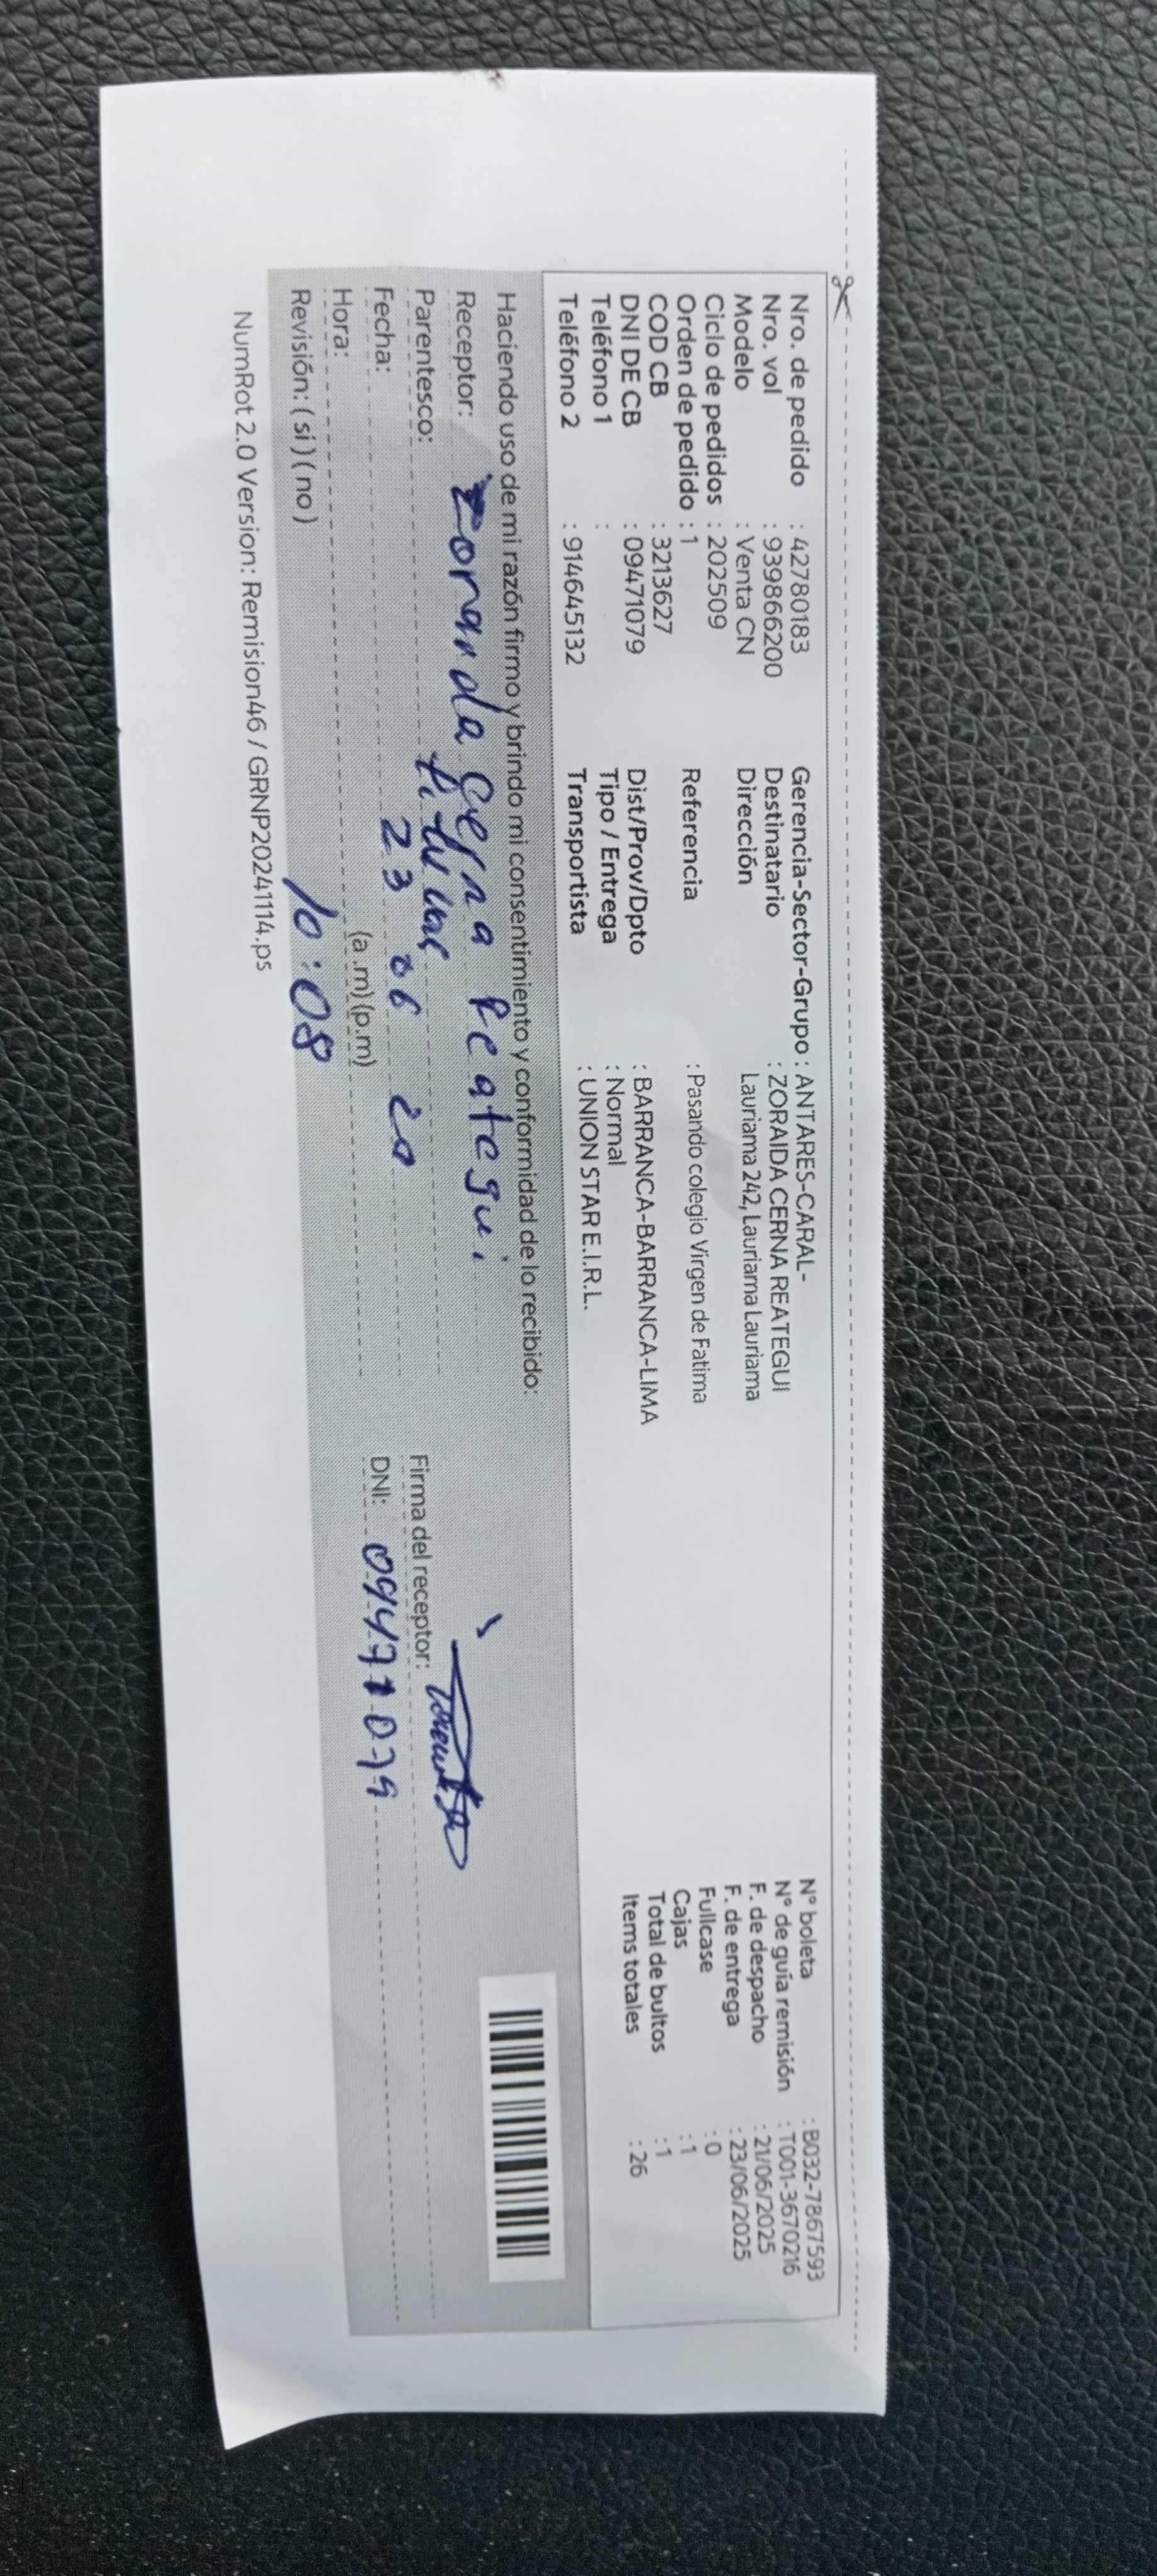 Nro. de pedido : 42780183
Nro. vol : 939866200
Modelo : Venta CN
Ciclo de pedidos : 202509
Orden de pedido : 1
COD CB : 3213627
DNI DE CB : 09471079
Teléfono 1 :
Teléfono 2 : 914645132
Gerencia-Sector-Grupo : ANTARES-CARAL-
Destinatario : ZORAIDA CERNA REATEGUI
Dirección Lauriama 242, Lauriama Lauriama
Referencia : Pasando colegio Virgen de Fatima
Dist/Prov/Dpto : BARRANCA-BARRANCA-LIMA
Tipo / Entrega : Normal
Transportista : UNION STAR E.I.R.L.
N° boleta : B032-7867593
N° de guía remisión : T001-3670216
F. de despacho : 21/06/2025
F. de entrega : 23/06/2025
Fullcase : 0
Cajas : 1
Total de bultos : 1
Items totales : 26
Haciendo uso de mi razón firmo y brindo mi consentimiento y conformidad de lo recibido:
Receptor: Cerna Reategui
Parentesco:
Fecha: 23 06
Hora: (a.m)(p.m)
Revisión: (si) (no) 10:08
Firma del receptor:
DNI: 09471079
NumRot 2.0 Version: Remision46 / GRNP20241114.ps